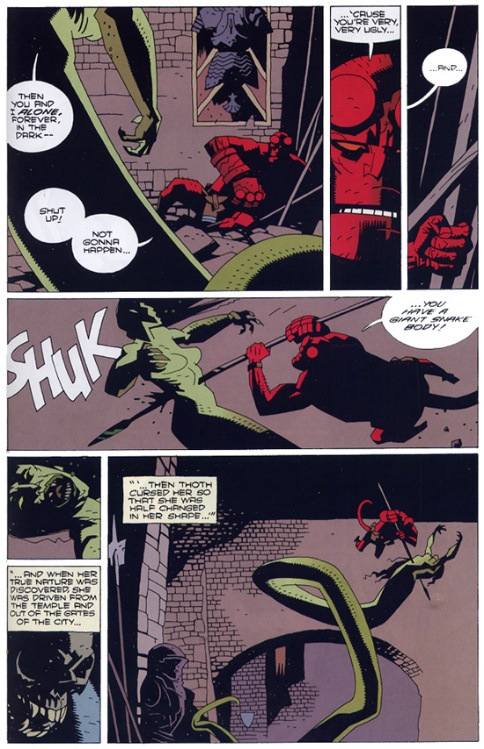 THEN
YOU AND
I ALONE,
FOREVER,
IN THE
DARK--
SHUT
UP!
NOT
GONNA
HAPPEN...
...'CAUSE
YOU'RE VERY,
VERY UGLY...
...AND...
SHUK
...YOU
HAVE A
GIANT SNAKE
BODY!
"'...THEN THOTH
CURSED HER SO
THAT SHE WAS
HALF CHANGED
IN HER SHAPE...'"
"'...AND WHEN HER
TRUE NATURE WAS
DISCOVERED, SHE
WAS DRIVEN FROM
THE TEMPLE AND
OUT OF THE GATES
OF THE CITY...